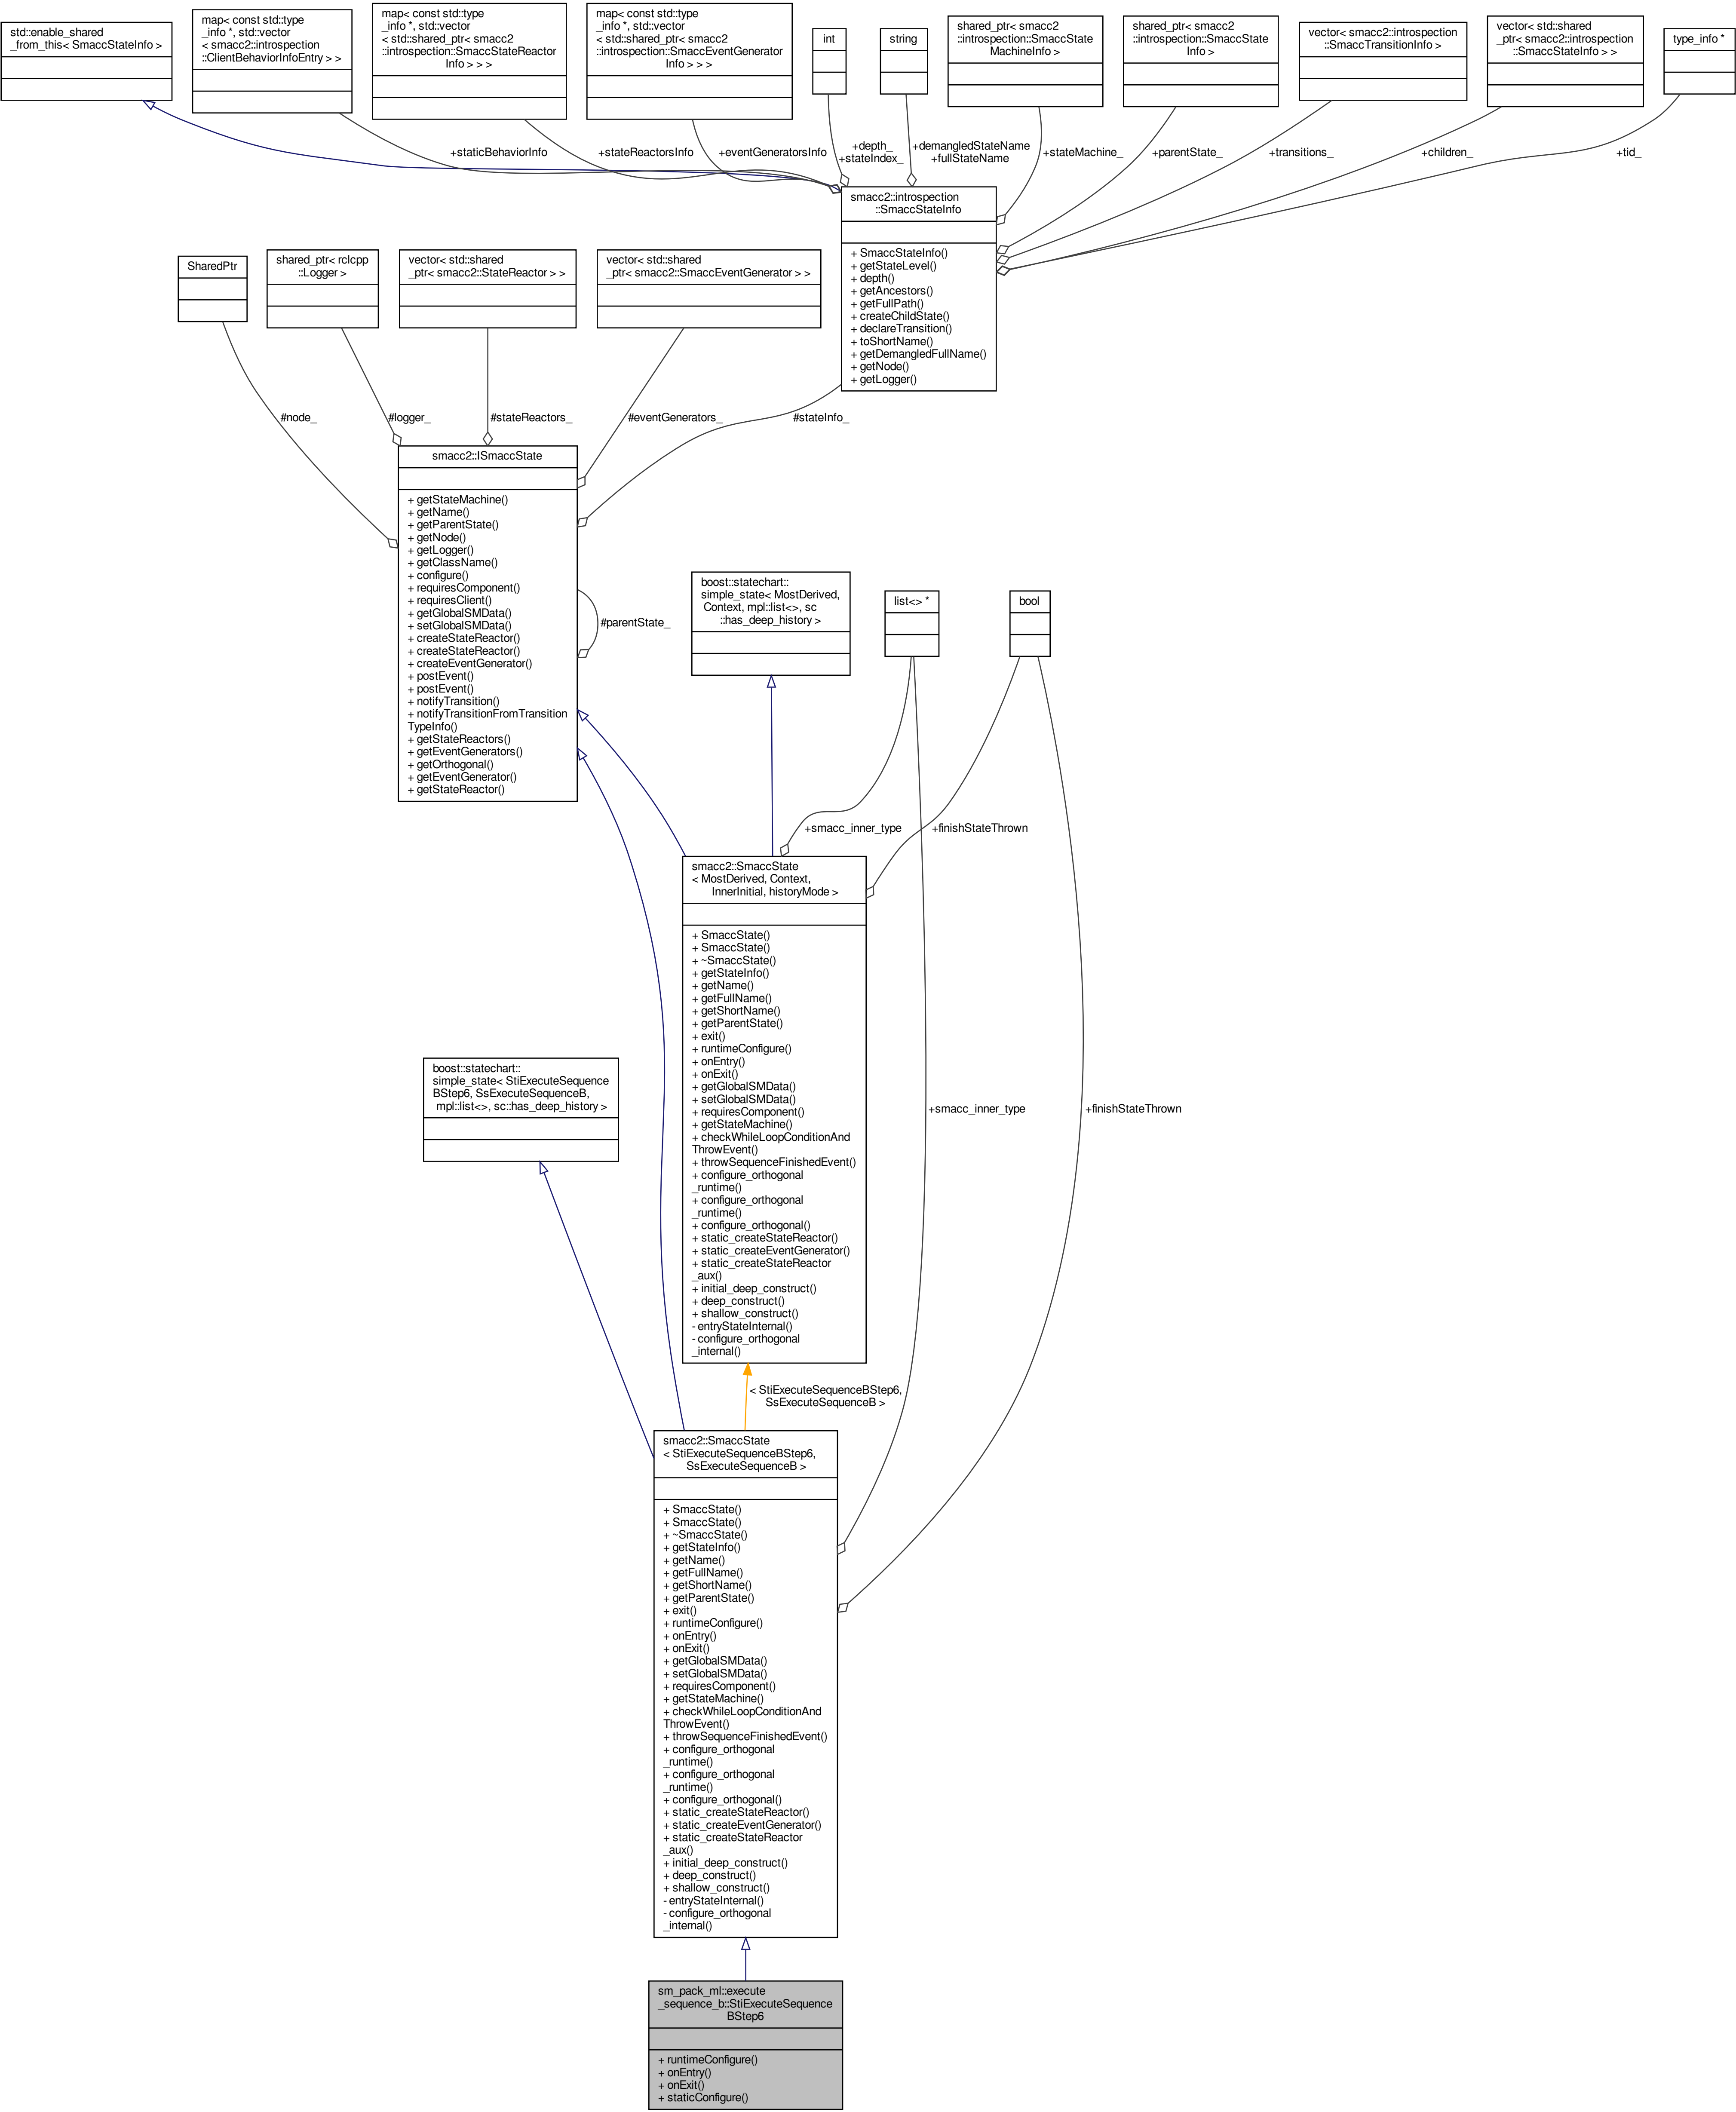 std::enable_shared
_from_this< SmaccStateInfo >
map< const std::type
_info *, std::vector
< smacc2::introspection
::ClientBehaviorInfoEntry > >
map< const std::type
_info *, std::vector
< std::shared_ptr< smacc2
::introspection::SmaccStateReactor
Info > > >
map< const std::type
_info *, std::vector
< std::shared_ptr< smacc2
::introspection::SmaccEventGenerator
Info > > >
int
string
shared_ptr< smacc2
::introspection::SmaccState
MachineInfo >
shared_ptr< smacc2
::introspection::SmaccState
Info >
vector< smacc2::introspection
::SmaccTransitionInfo >
vector< std::shared
_ptr< smacc2::introspection
::SmaccStateInfo > >
type_info *
+staticBehaviorInfo
+stateReactorsInfo
+eventGeneratorsInfo
+depth_
+stateIndex_
+demangledStateName
+fullStateName
+stateMachine_
+parentState_
+transitions_
+children_
+tid_
smacc2::introspection
::SmaccStateInfo
+ SmaccStateInfo()
+ getStateLevel()
+ depth()
+ getAncestors()
+ getFullPath()
+ createChildState()
+ declareTransition()
+ toShortName()
+ getDemangledFullName()
+ getNode()
+ getLogger()
SharedPtr
shared_ptr< rclcpp
::Logger >
vector< std::shared
_ptr< smacc2::StateReactor > >
vector< std::shared
_ptr< smacc2::SmaccEventGenerator > >
#node_
#logger_
#stateReactors_
#eventGenerators_
#stateInfo_
smacc2::ISmaccState
+ getStateMachine()
+ getName()
+ getParentState()
+ getNode()
+ getLogger()
+ getClassName()
+ configure()
+ requiresComponent()
+ requiresClient()
+ getGlobalSMData()
+ setGlobalSMData()
+ createStateReactor()
+ createStateReactor()
+ createEventGenerator()
+ postEvent()
+ postEvent()
+ notifyTransition()
+ notifyTransitionFromTransition
TypeInfo()
+ getStateReactors()
+ getEventGenerators()
+ getOrthogonal()
+ getEventGenerator()
+ getStateReactor()
#parentState_
boost::statechart::
simple_state< MostDerived,
Context, mpl::list<>, sc
::has_deep_history >
list<> *
bool
+smacc_inner_type
+finishStateThrown
smacc2::SmaccState
< MostDerived, Context,
InnerInitial, historyMode >
+ SmaccState()
+ SmaccState()
+ ~SmaccState()
+ getStateInfo()
+ getName()
+ getFullName()
+ getShortName()
+ getParentState()
+ exit()
+ runtimeConfigure()
+ onEntry()
+ onExit()
+ getGlobalSMData()
+ setGlobalSMData()
+ requiresComponent()
+ getStateMachine()
+ checkWhileLoopConditionAnd
ThrowEvent()
+ throwSequenceFinishedEvent()
+ configure_orthogonal
_runtime()
+ configure_orthogonal
_runtime()
+ configure_orthogonal()
+ static_createStateReactor()
+ static_createEventGenerator()
+ static_createStateReactor
_aux()
+ initial_deep_construct()
+ deep_construct()
+ shallow_construct()
- entryStateInternal()
- configure_orthogonal
_internal()
boost::statechart::
simple_state< StiExecuteSequence
BStep6, SsExecuteSequenceB,
mpl::list<>, sc::has_deep_history >
+smacc_inner_type
+finishStateThrown
< StiExecuteSequenceBStep6,
SsExecuteSequenceB >
smacc2::SmaccState
< StiExecuteSequenceBStep6,
SsExecuteSequenceB >
+ SmaccState()
+ SmaccState()
+ ~SmaccState()
+ getStateInfo()
+ getName()
+ getFullName()
+ getShortName()
+ getParentState()
+ exit()
+ runtimeConfigure()
+ onEntry()
+ onExit()
+ getGlobalSMData()
+ setGlobalSMData()
+ requiresComponent()
+ getStateMachine()
+ checkWhileLoopConditionAnd
ThrowEvent()
+ throwSequenceFinishedEvent()
+ configure_orthogonal
_runtime()
+ configure_orthogonal
_runtime()
+ configure_orthogonal()
+ static_createStateReactor()
+ static_createEventGenerator()
+ static_createStateReactor
_aux()
+ initial_deep_construct()
+ deep_construct()
+ shallow_construct()
- entryStateInternal()
- configure_orthogonal
_internal()
sm_pack_ml::execute
_sequence_b::StiExecuteSequence
BStep6
+ runtimeConfigure()
+ onEntry()
+ onExit()
+ staticConfigure()